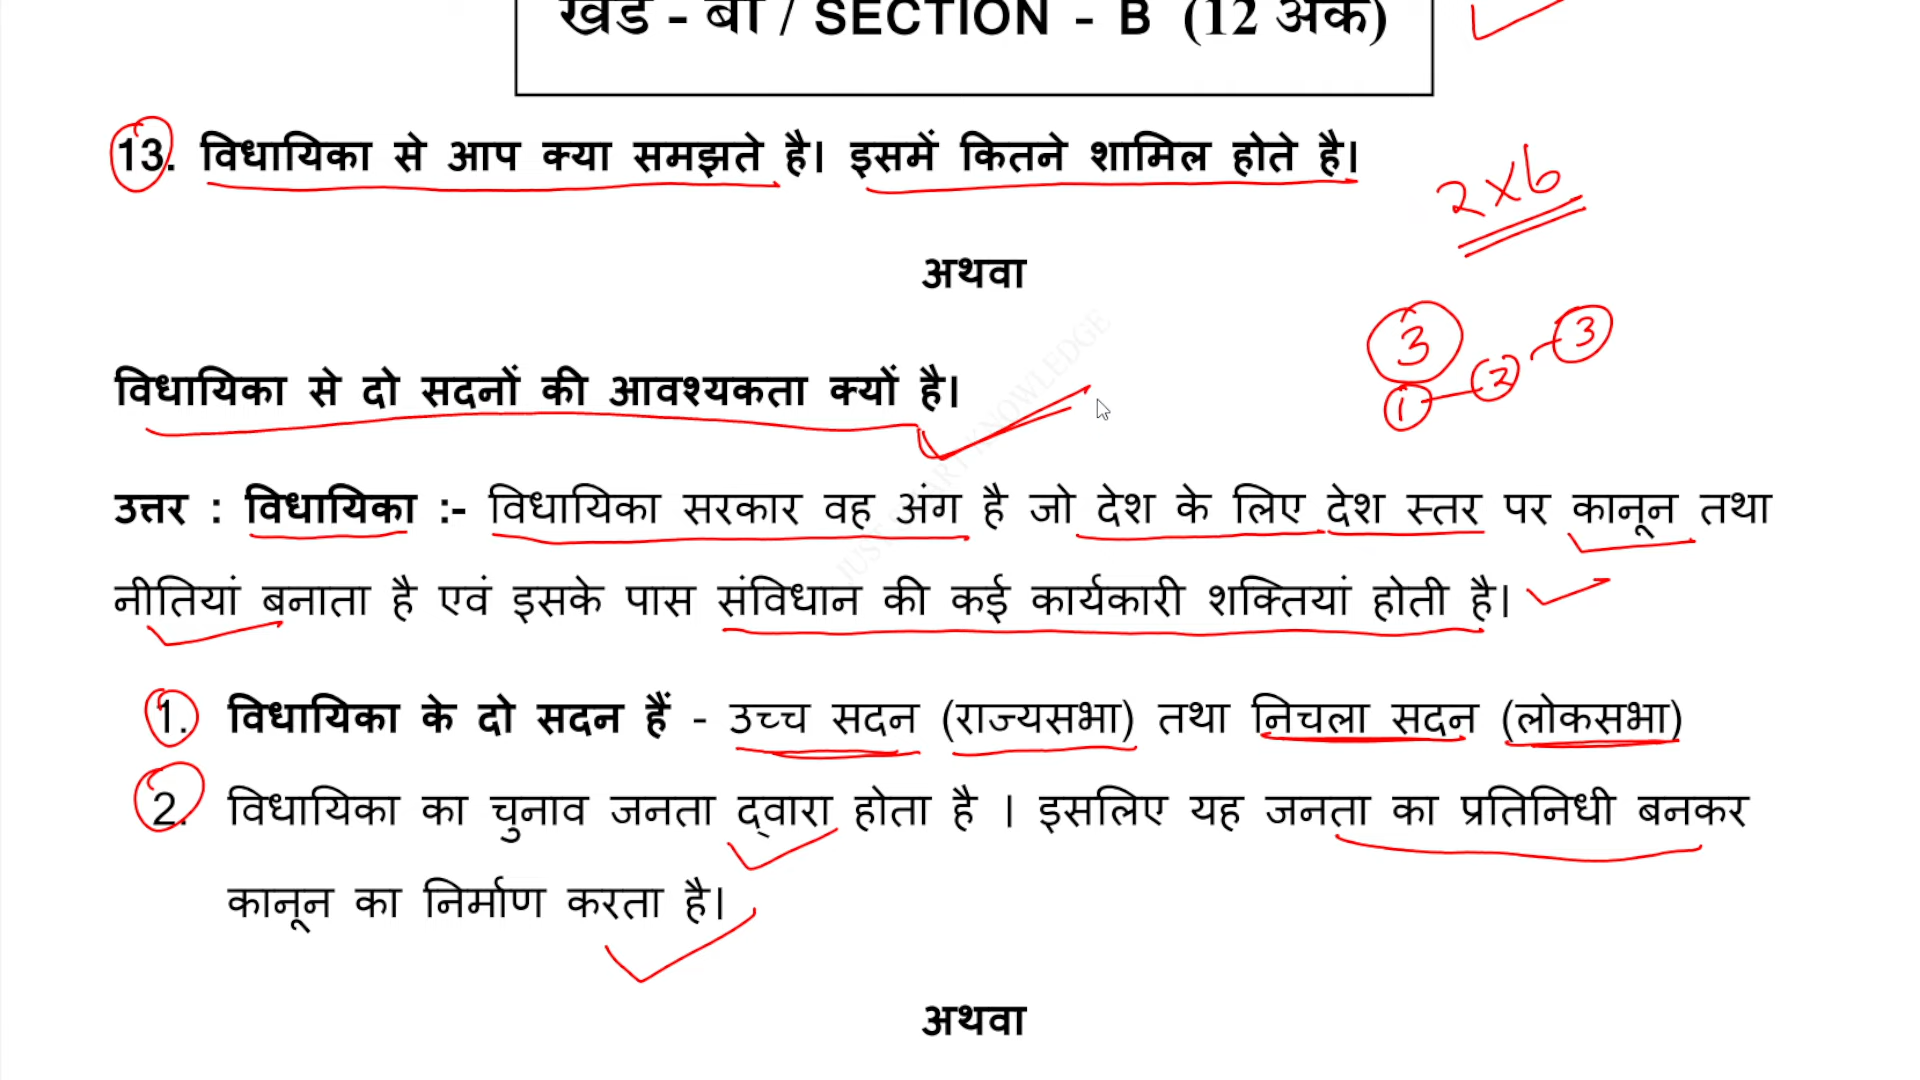 खंड - बी / SECTION - B (12 अंक)
13. विधायिका से आप क्या समझते है। इसमें कितने शामिल होते है।
2×6
अथवा
3
1 2 3
विधायिका से दो सदनों की आवश्यकता क्यों है।
उत्तर : विधायिका :- विधायिका सरकार वह अंग है जो देश के लिए देश स्तर पर कानून तथा
नीतियां बनाता है एवं इसके पास संविधान की कई कार्यकारी शक्तियां होती है।
1. विधायिका के दो सदन हैं - उच्च सदन (राज्यसभा) तथा निचला सदन (लोकसभा)
2. विधायिका का चुनाव जनता द्वारा होता है । इसलिए यह जनता का प्रतिनिधी बनकर
कानून का निर्माण करता है।
अथवा